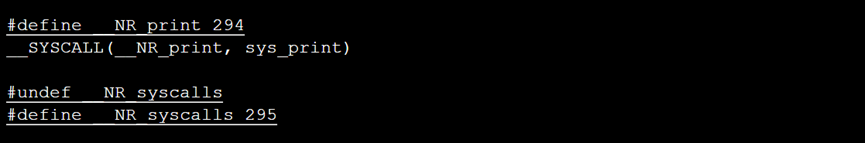 #define __NR_print 294
__SYSCALL(__NR_print, sys_print)
#undef __NR_syscalls
#define __NR_syscalls 295